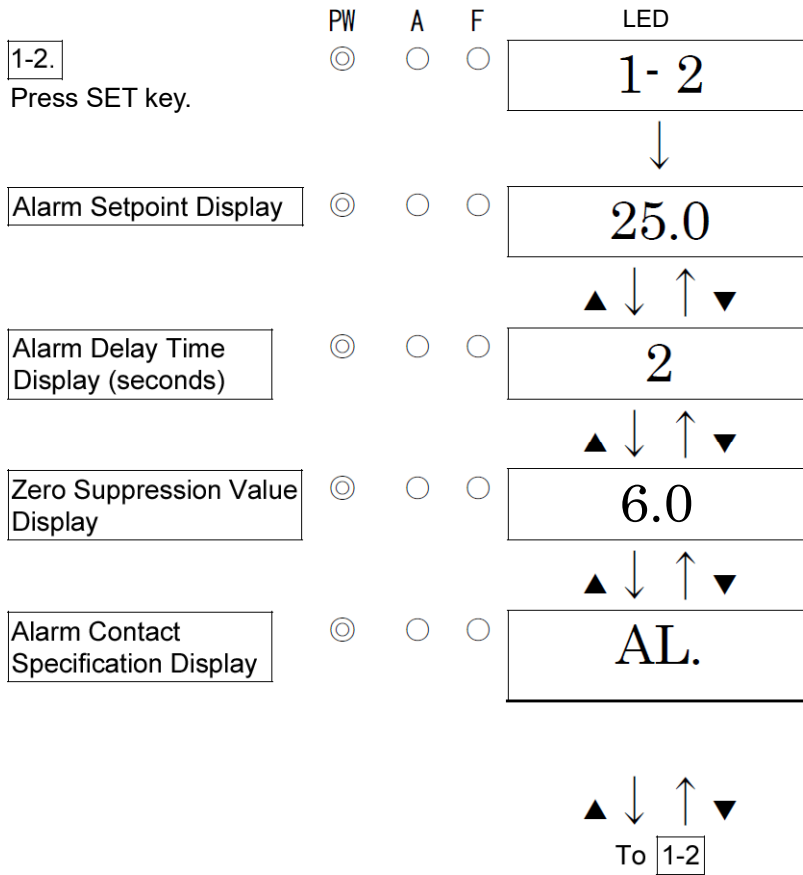 PW A F LED
1-2.
Press SET key.
1- 2
↓
Alarm Setpoint Display
25.0
▲ ↓ ↑ ▼
Alarm Delay Time
Display (seconds)
2
▲ ↓ ↑ ▼
Zero Suppression Value
Display
6.0
▲ ↓ ↑ ▼
Alarm Contact
Specification Display
AL.
▲ ↓ ↑ ▼
To 1-2